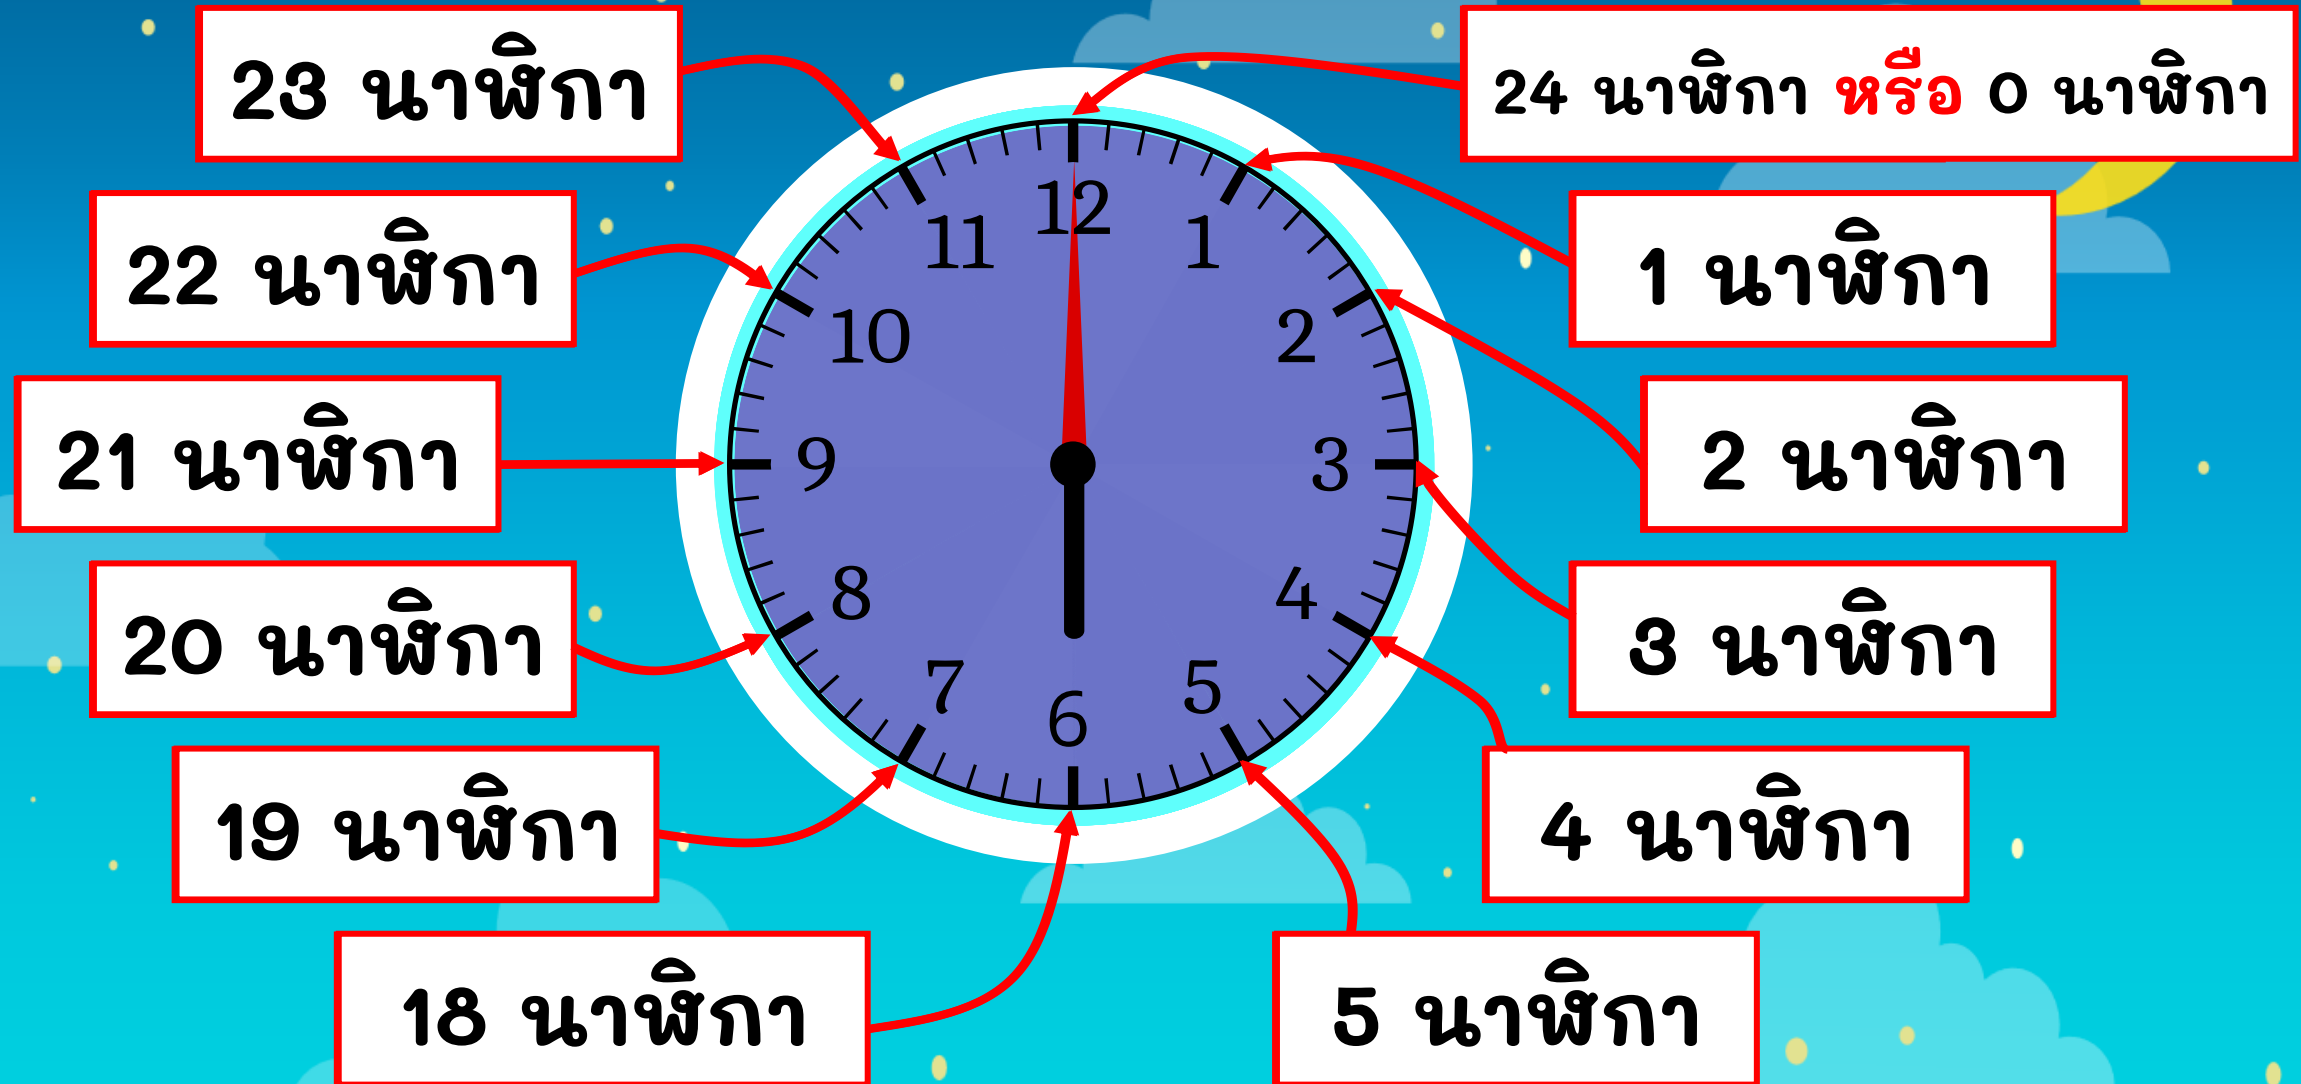 23 นาฬิกา
24 นาฬิกา หรือ 0 นาฬิกา
22 นาฬิกา
1 นาฬิกา
21 นาฬิกา
2 นาฬิกา
20 นาฬิกา
3 นาฬิกา
19 นาฬิกา
4 นาฬิกา
18 นาฬิกา
5 นาฬิกา
12
1
2
3
4
5
6
7
8
9
10
11